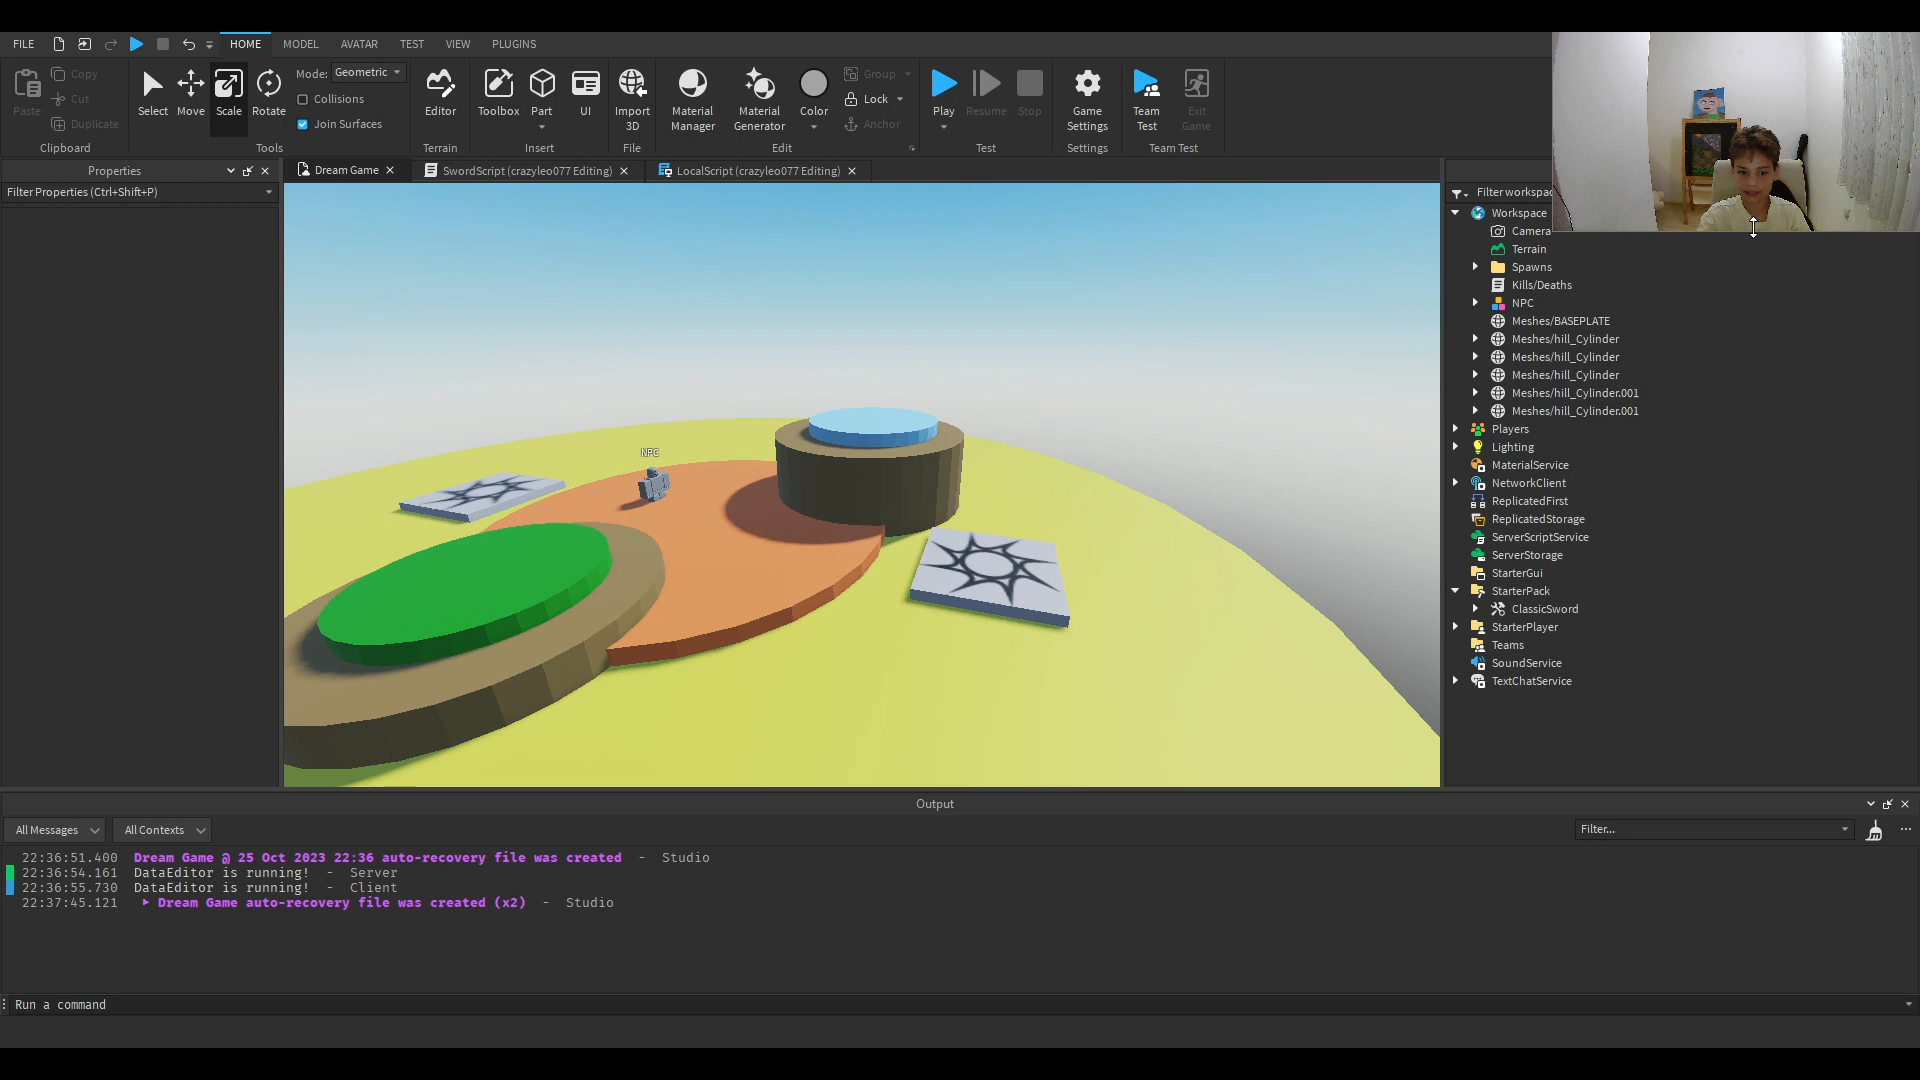 FILE HOME MODEL AVATAR TEST VIEW PLUGINS
Paste Copy Cut Duplicate
Clipboard
Select Move Scale Rotate
Mode: Geometric
Collisions
Join Surfaces
Tools
Editor
Terrain
Toolbox Part UI
Insert
Import 3D
File
Material Manager
Material Generator
Color
Group
Lock
Anchor
Edit
Play Resume Stop
Test
Game Settings
Settings
Team Test
Exit Game
Team Test
Properties
Filter Properties (Ctrl+Shift+P)
Dream Game
SwordScript (crazyleo077 Editing)
LocalScript (crazyleo077 Editing)
NPC
Filter workspac
Workspace
Camera
Terrain
Spawns
Kills/Deaths
NPC
Meshes/BASEPLATE
Meshes/hill_Cylinder
Meshes/hill_Cylinder
Meshes/hill_Cylinder
Meshes/hill_Cylinder.001
Meshes/hill_Cylinder.001
Players
Lighting
MaterialService
NetworkClient
ReplicatedFirst
ReplicatedStorage
ServerScriptService
ServerStorage
StarterGui
StarterPack
ClassicSword
StarterPlayer
Teams
SoundService
TextChatService
Output
All Messages
All Contexts
Filter...
22:36:51.400 Dream Game @ 25 Oct 2023 22:36 auto-recovery file was created - Studio
22:36:54.161 DataEditor is running! - Server
22:36:55.730 DataEditor is running! - Client
22:37:45.121 Dream Game auto-recovery file was created (x2) - Studio
Run a command